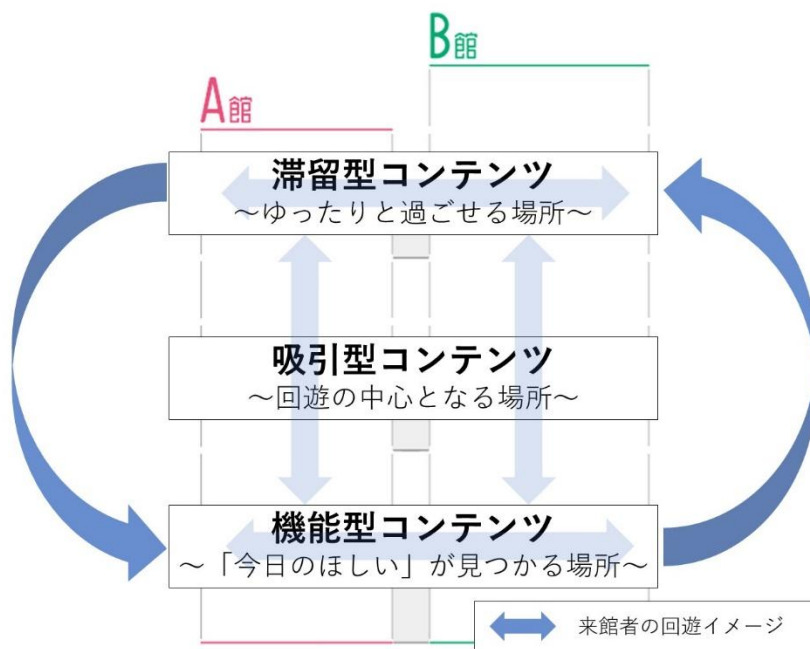 B館
A館
滞留型コンテンツ
～ゆったりと過ごせる場所～
吸引型コンテンツ
～回遊の中心となる場所～
機能型コンテンツ
～「今日のほしい」が見つかる場所～
来館者の回遊イメージ